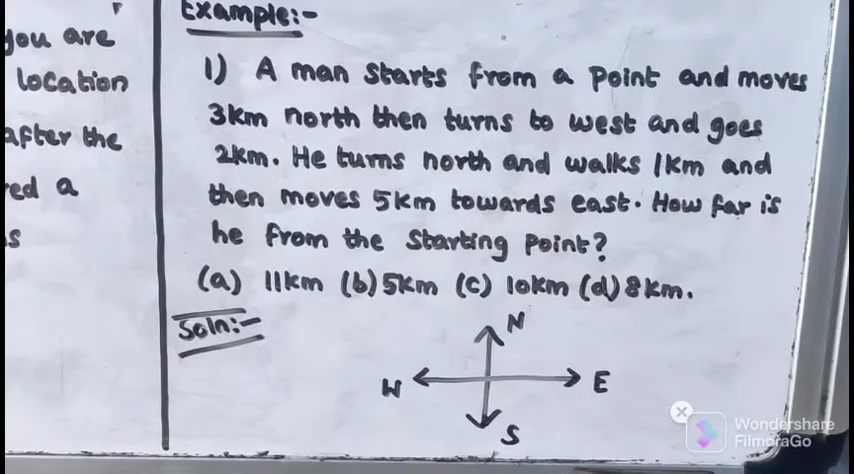 Example:-
you are
location
after the
ed a
s
1) A man starts from a point and moves
3km north then turns to west and goes
2km. He turns north and walks 1km and
then moves 5km towards east. How far is
he from the starting point?
(a) 11km (b) 5km (c) 10km (d) 8km.
Soln:-
N
W
E
S
Wondershare
FilmoraGo